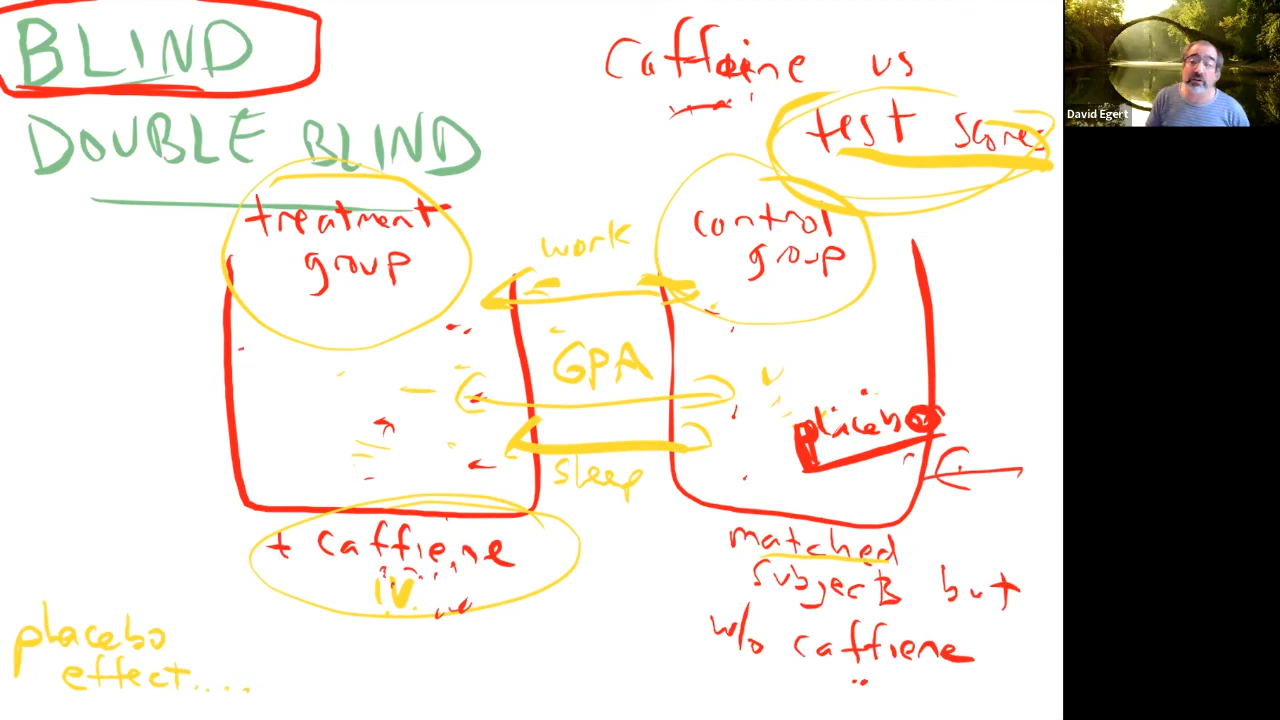 BLIND
DOUBLE BLIND
Caffeine vs
test scores
treatment
group
work
control
group
GPA
placebo
sleep
+ caffiene
IV
matched
subjects but
w/o caffiene
placebo
effect....
David Egert